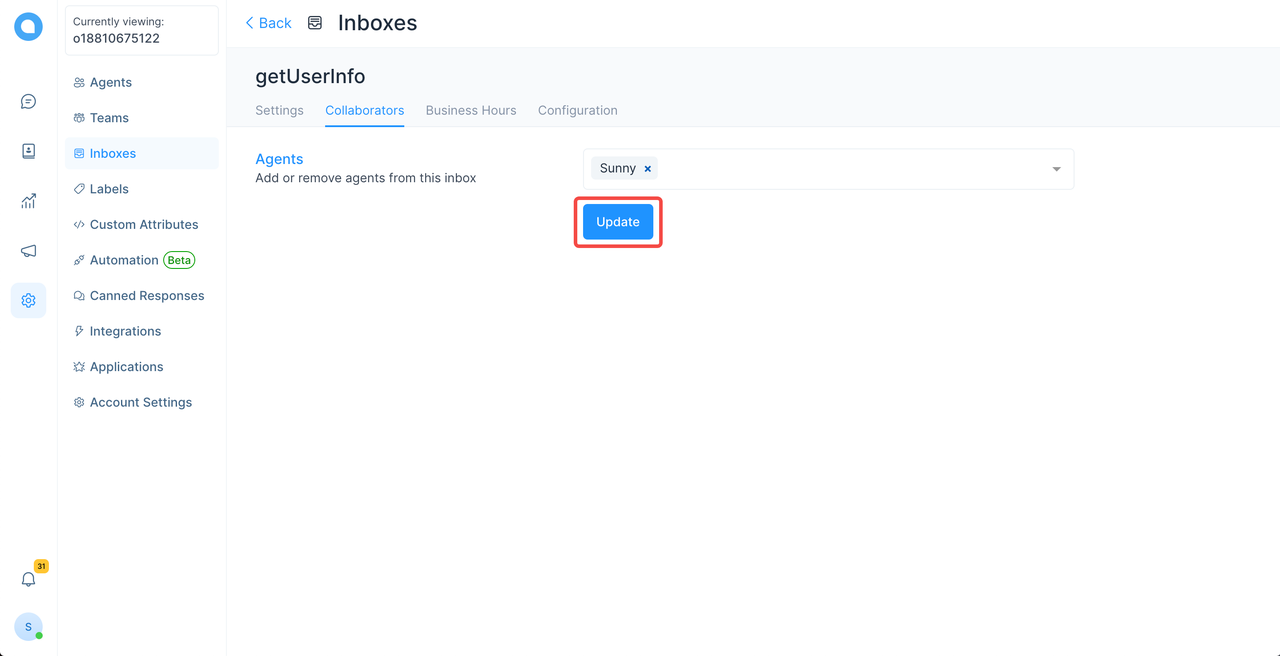 Currently viewing:
o18810675122
Agents
Teams
Inboxes
Labels
Custom Attributes
Automation Beta
Canned Responses
Integrations
Applications
Account Settings
31
S
Back Inboxes
getUserInfo
Settings Collaborators Business Hours Configuration
Agents
Add or remove agents from this inbox
Sunny ×
Update